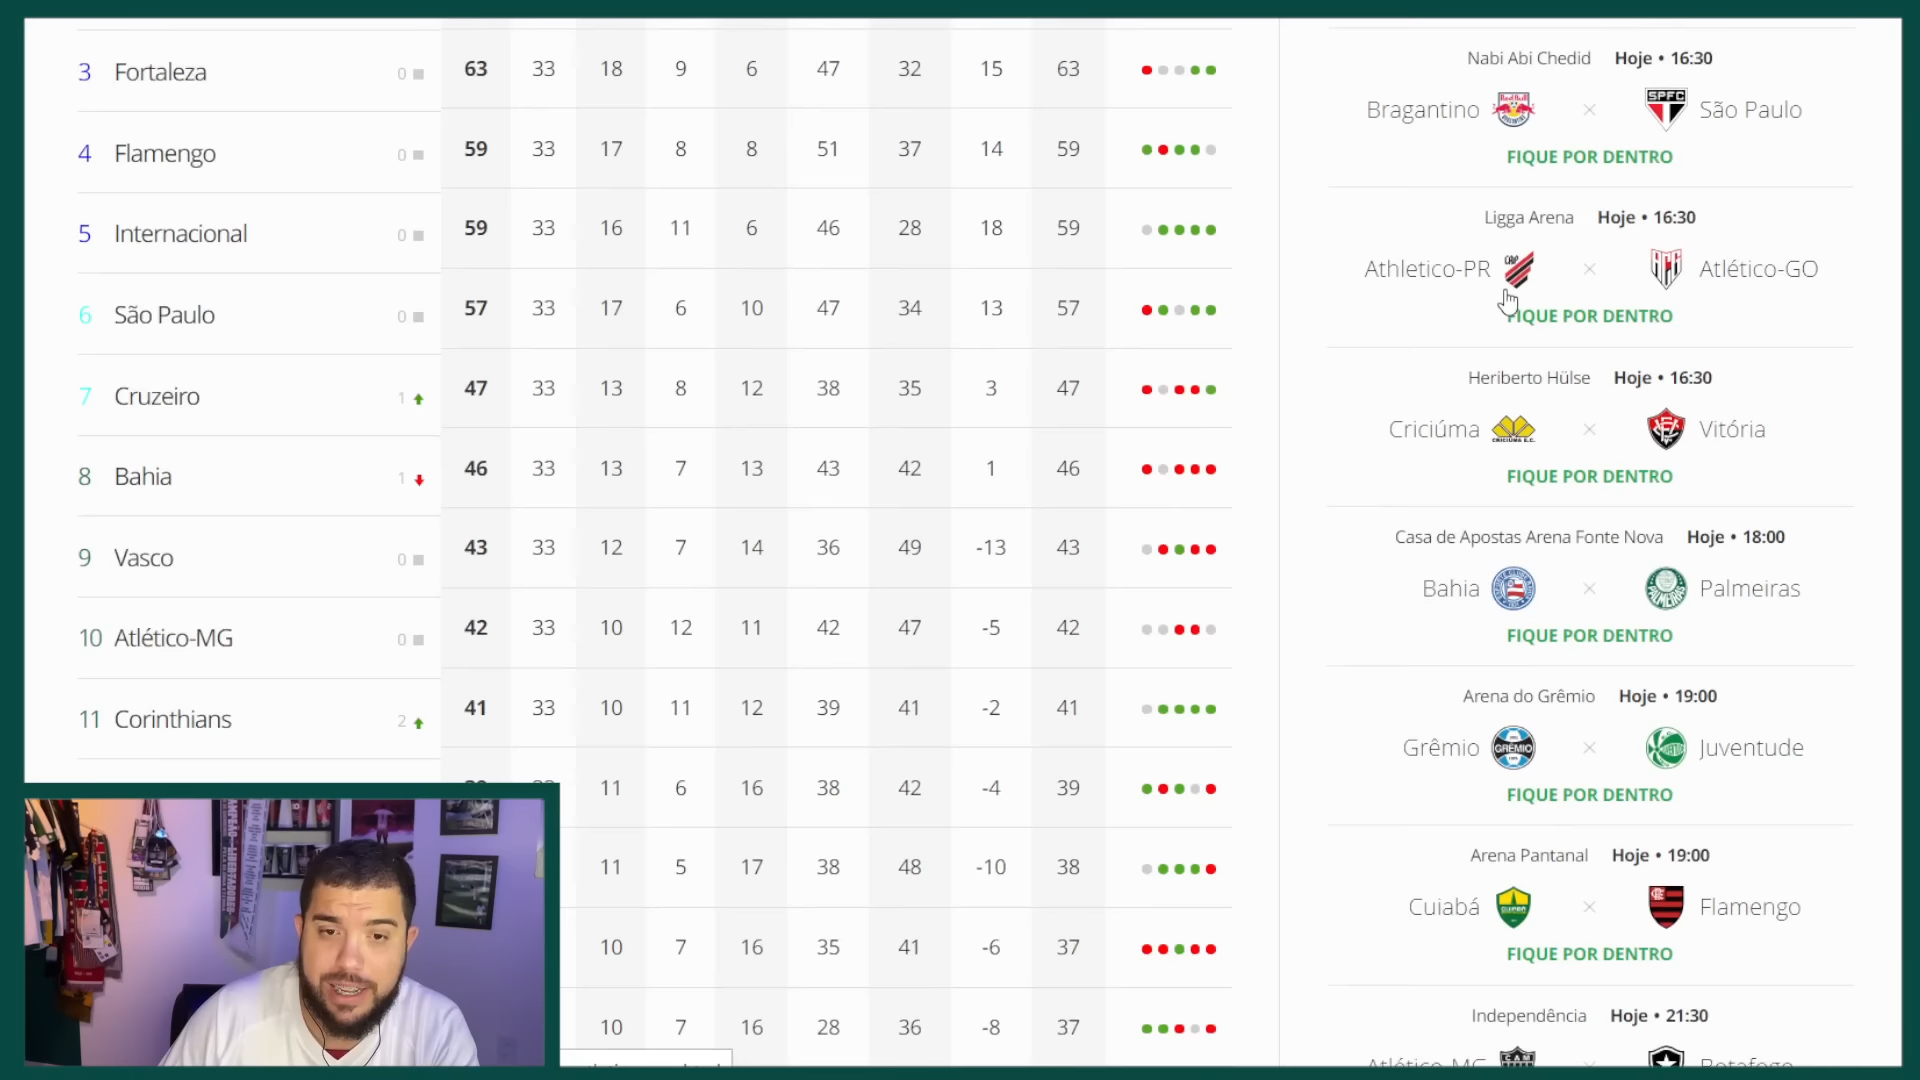 3 Fortaleza 0 63 33 18 9 6 47 32 15 63
4 Flamengo 0 59 33 17 8 8 51 37 14 59
5 Internacional 0 59 33 16 11 6 46 28 18 59
6 São Paulo 0 57 33 17 6 10 47 34 13 57
7 Cruzeiro 1 47 33 13 8 12 38 35 3 47
8 Bahia 1 46 33 13 7 13 43 42 1 46
9 Vasco 0 43 33 12 7 14 36 49 -13 43
10 Atlético-MG 0 42 33 10 12 11 42 47 -5 42
11 Corinthians 2 41 33 10 11 12 39 41 -2 41
11 6 16 38 42 -4 39
11 5 17 38 48 -10 38
10 7 16 35 41 -6 37
10 7 16 28 36 -8 37
Nabi Abi Chedid Hoje • 16:30
Bragantino × São Paulo
FIQUE POR DENTRO
Ligga Arena Hoje • 16:30
Athletico-PR × Atlético-GO
FIQUE POR DENTRO
Heriberto Hülse Hoje • 16:30
Criciúma × Vitória
FIQUE POR DENTRO
Casa de Apostas Arena Fonte Nova Hoje • 18:00
Bahia × Palmeiras
FIQUE POR DENTRO
Arena do Grêmio Hoje • 19:00
Grêmio × Juventude
FIQUE POR DENTRO
Arena Pantanal Hoje • 19:00
Cuiabá × Flamengo
FIQUE POR DENTRO
Independência Hoje • 21:30
Atlético-MG × Botafogo